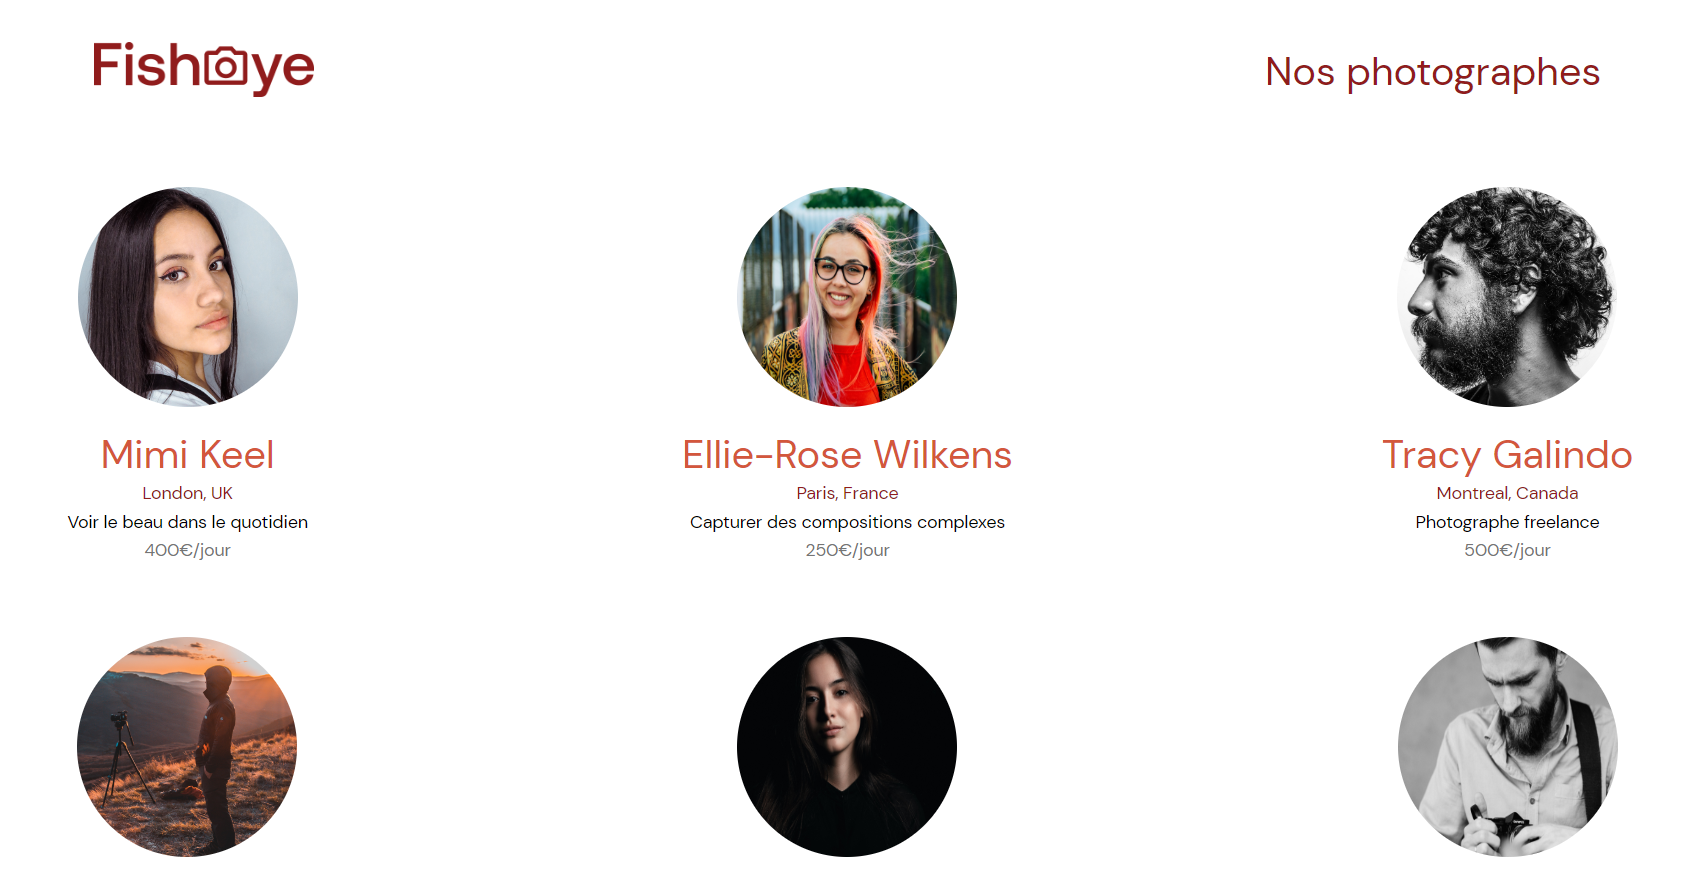 Fisheye
Nos photographes
Mimi Keel
London, UK
Voir le beau dans le quotidien
400€/jour
Ellie-Rose Wilkens
Paris, France
Capturer des compositions complexes
250€/jour
Tracy Galindo
Montreal, Canada
Photographe freelance
500€/jour